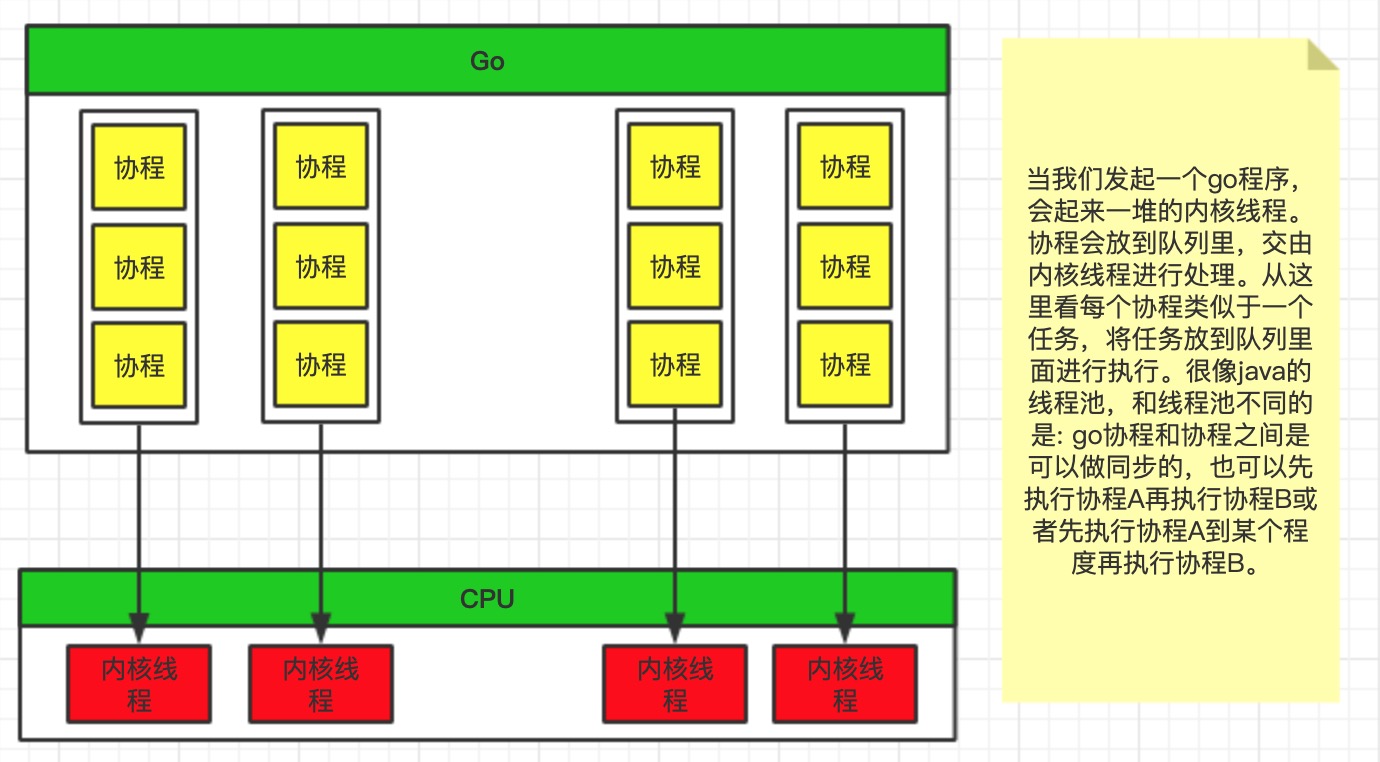 Go
协程
协程
协程
协程
协程
协程
协程
协程
协程
协程
协程
协程
CPU
内核线
程
内核线
程
内核线
程
内核线
程
当我们发起一个go程序，
会起来一堆的内核线程。
协程会放到队列里，交由
内核线程进行处理。从这
里看每个协程类似于一个
任务，将任务放到队列里
面进行执行。很像java的
线程池，和线程池不同的
是: go协程和协程之间是
可以做同步的，也可以先
执行协程A再执行协程B或
者先执行协程A到某个程
度再执行协程B。